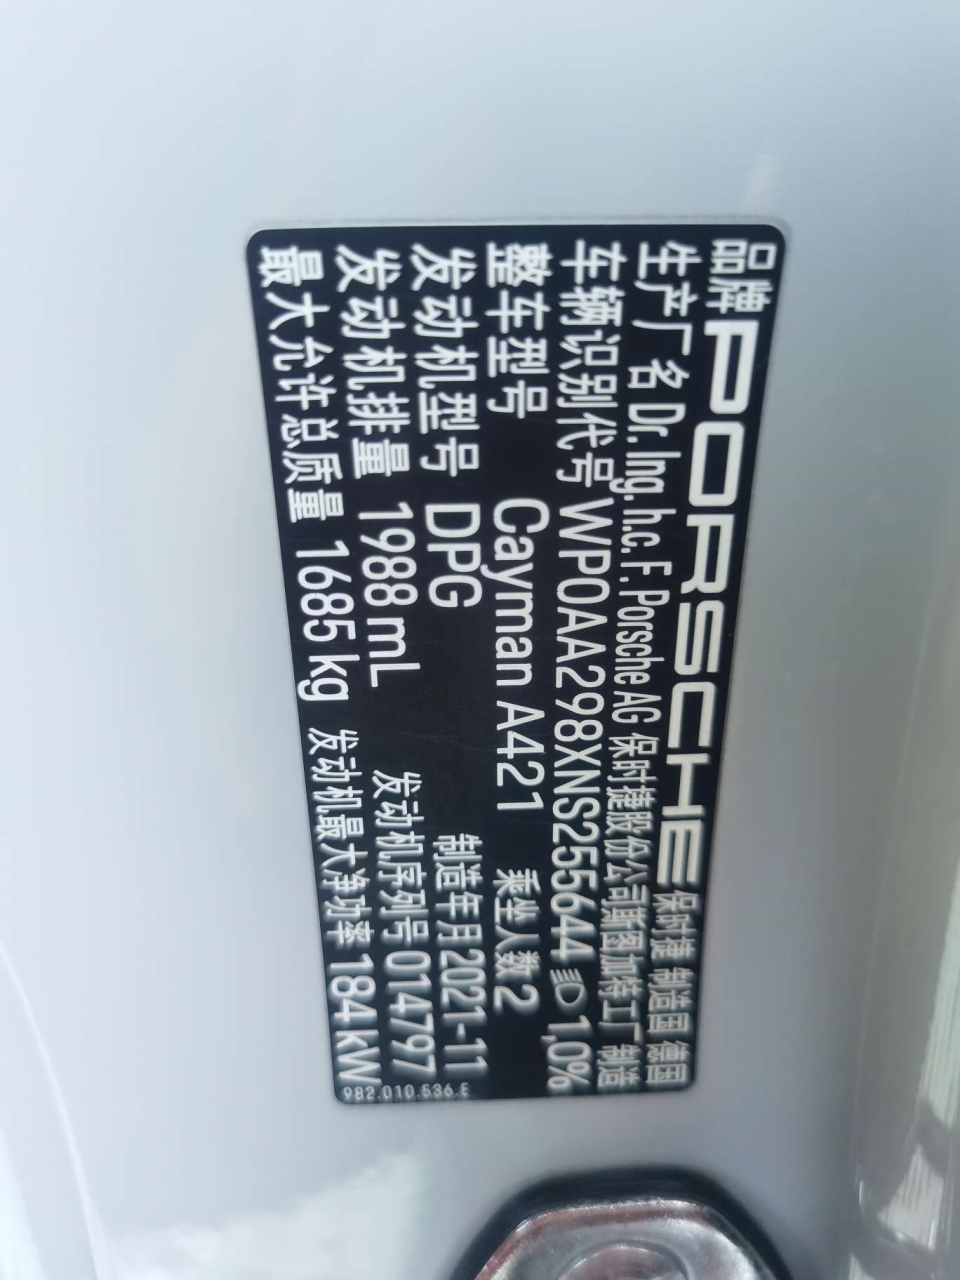 品牌 PORSCHE 保时捷 制造国 德国
生产厂名 Dr. Ing. h.c. F. Porsche AG 保时捷股份公司斯图加特工厂 制造
车辆识别代号 WP0AA298XNS255644 1,0%
整车型号 Cayman A421 乘坐人数 2
发动机型号 DPG 制造年月 2021-11
发动机排量 1988 mL 发动机序列号 014797
最大允许总质量 1685 kg 发动机最大净功率 184 kW
982.010.536.E